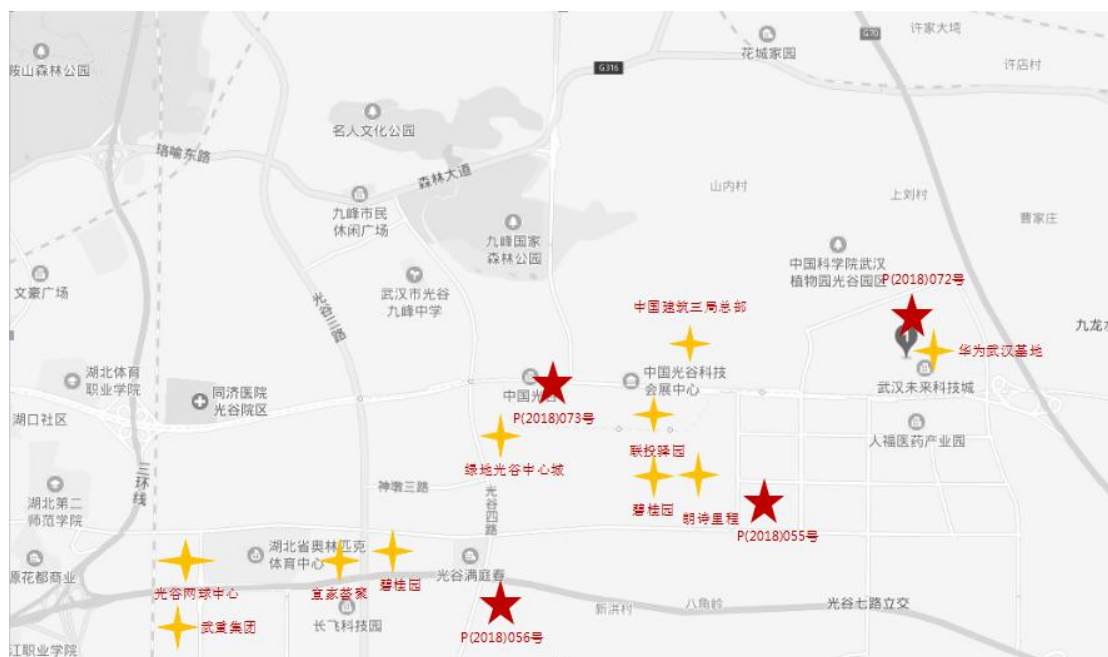 许家大塆
G70
花城家园
G316
鞍山森林公园
许店村
名人文化公园
珞喻东路
森林大道
山内村
上刘村
九峰市民
休闲广场
曹家庄
九峰国家
森林公园
中国科学院武汉
植物园光谷园区
P(2018)072号
文豪广场
武汉市光谷
九峰中学
光谷三路
中国建筑三局总部
九龙水
1
华为武汉基地
湖北体育
职业学院
同济医院
光谷院区
中国光谷
中国光谷科技
会展中心
武汉未来科技城
湖口社区
P(2018)073号
人福医药产业园
联投驿园
绿地光谷中心城
三环线
神墩三路
光谷四路
湖北第二
师范学院
碧桂园
朗诗里程
P(2018)055号
湖北省奥林匹克
体育中心
源花都商业
光谷网球中心
宜家荟聚
碧桂园
光谷满庭春
新洪村
八角岭
光谷七路立交
武重集团
长飞科技园
P(2018)056号
江职业学院